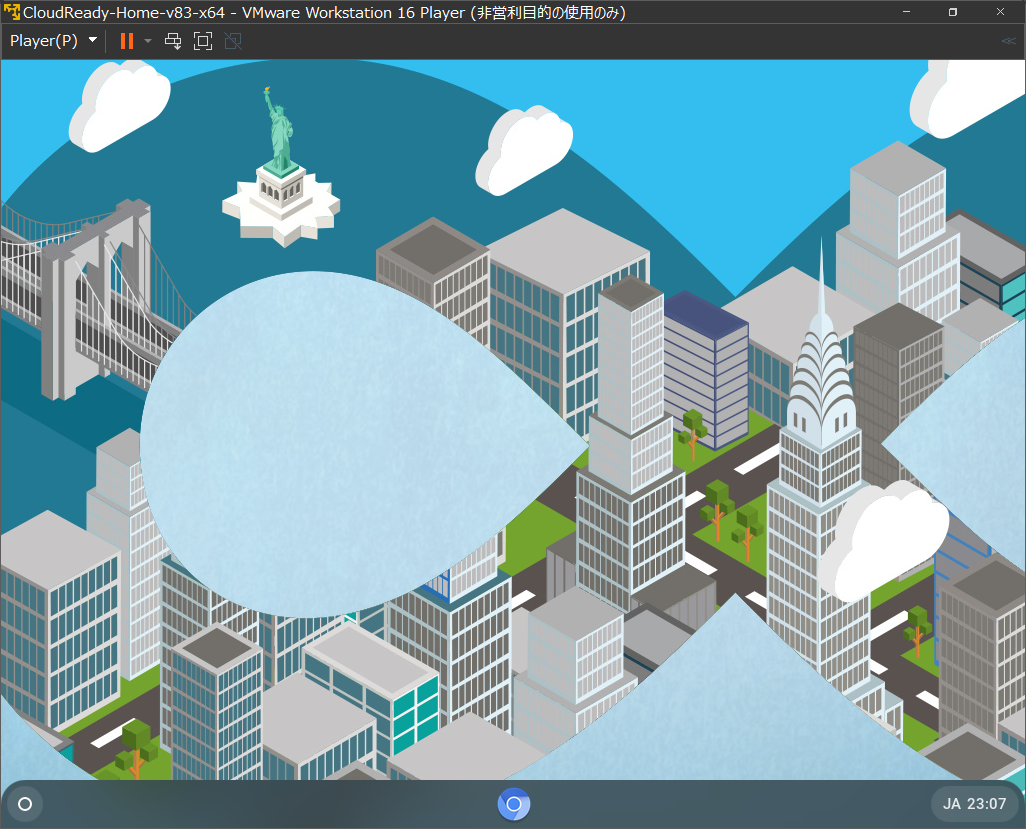 CloudReady-Home-v83-x64 - VMware Workstation 16 Player (非営利目的の使用のみ)
Player(P)
JA 23:07